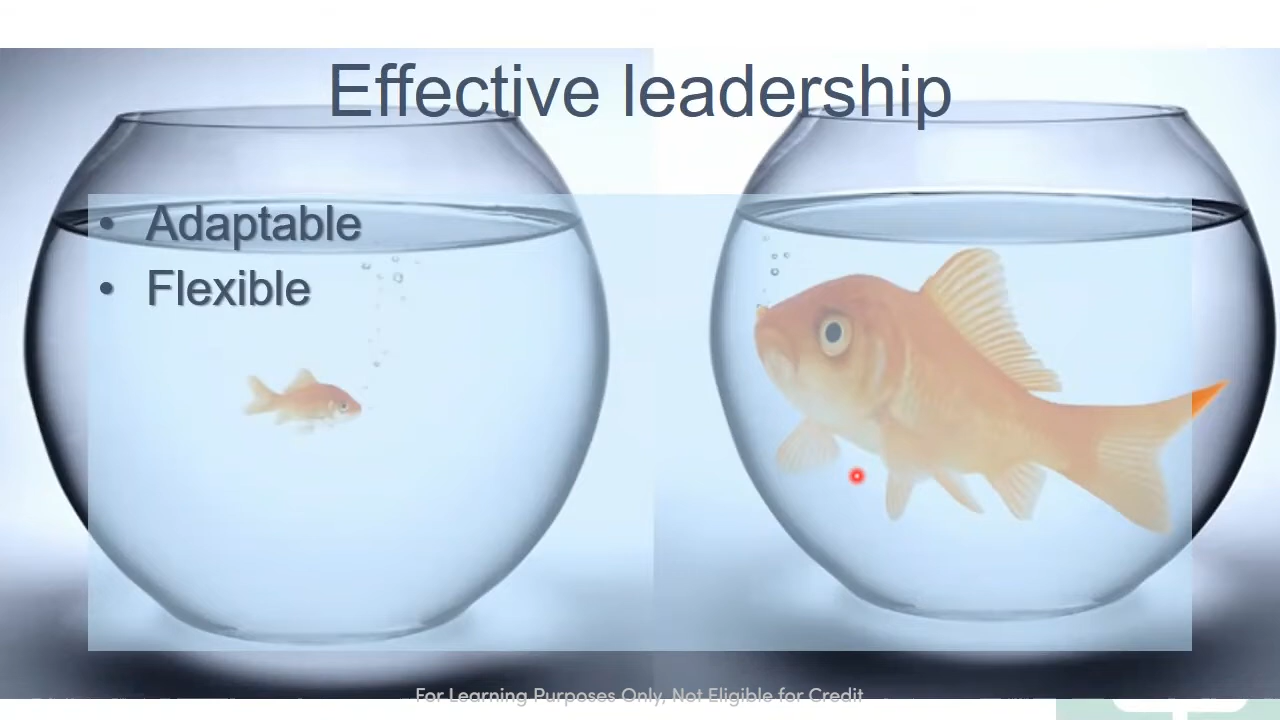 Effective leadership
• Adaptable
• Flexible
For Learning Purposes Only, Not Eligible for Credit